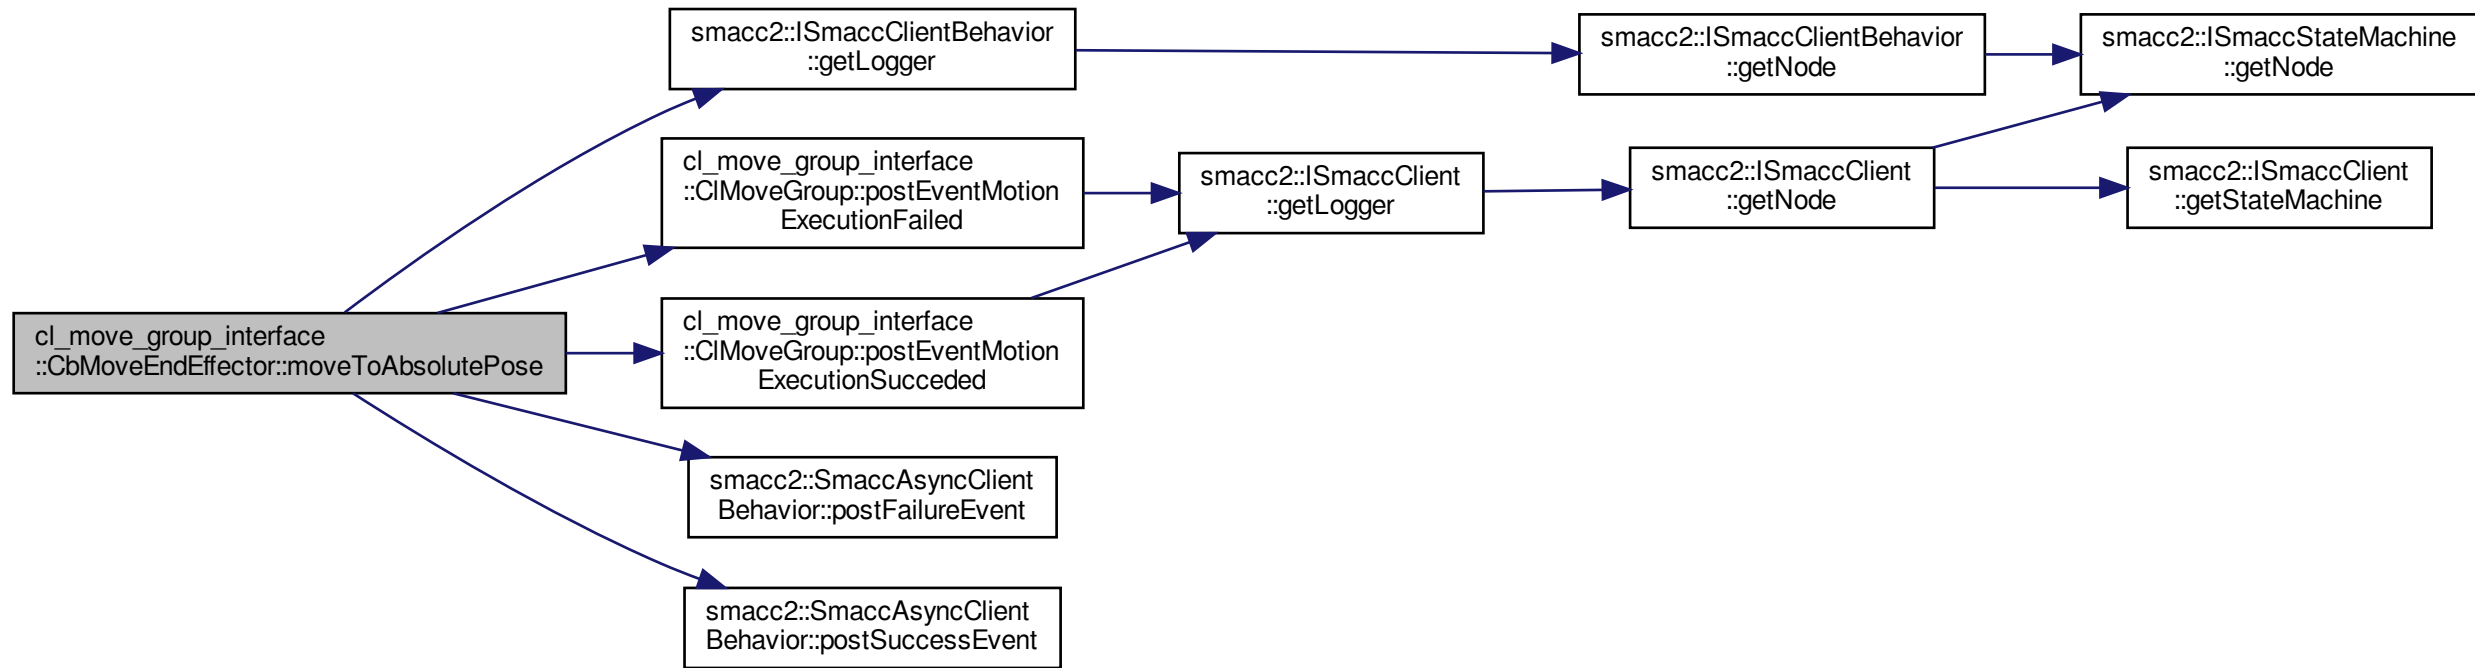 cl_move_group_interface
::CbMoveEndEffector::moveToAbsolutePose
smacc2::ISmaccClientBehavior
::getLogger
cl_move_group_interface
::ClMoveGroup::postEventMotion
ExecutionFailed
cl_move_group_interface
::ClMoveGroup::postEventMotion
ExecutionSucceded
smacc2::SmaccAsyncClient
Behavior::postFailureEvent
smacc2::SmaccAsyncClient
Behavior::postSuccessEvent
smacc2::ISmaccClient
::getLogger
smacc2::ISmaccClientBehavior
::getNode
smacc2::ISmaccClient
::getNode
smacc2::ISmaccStateMachine
::getNode
smacc2::ISmaccClient
::getStateMachine